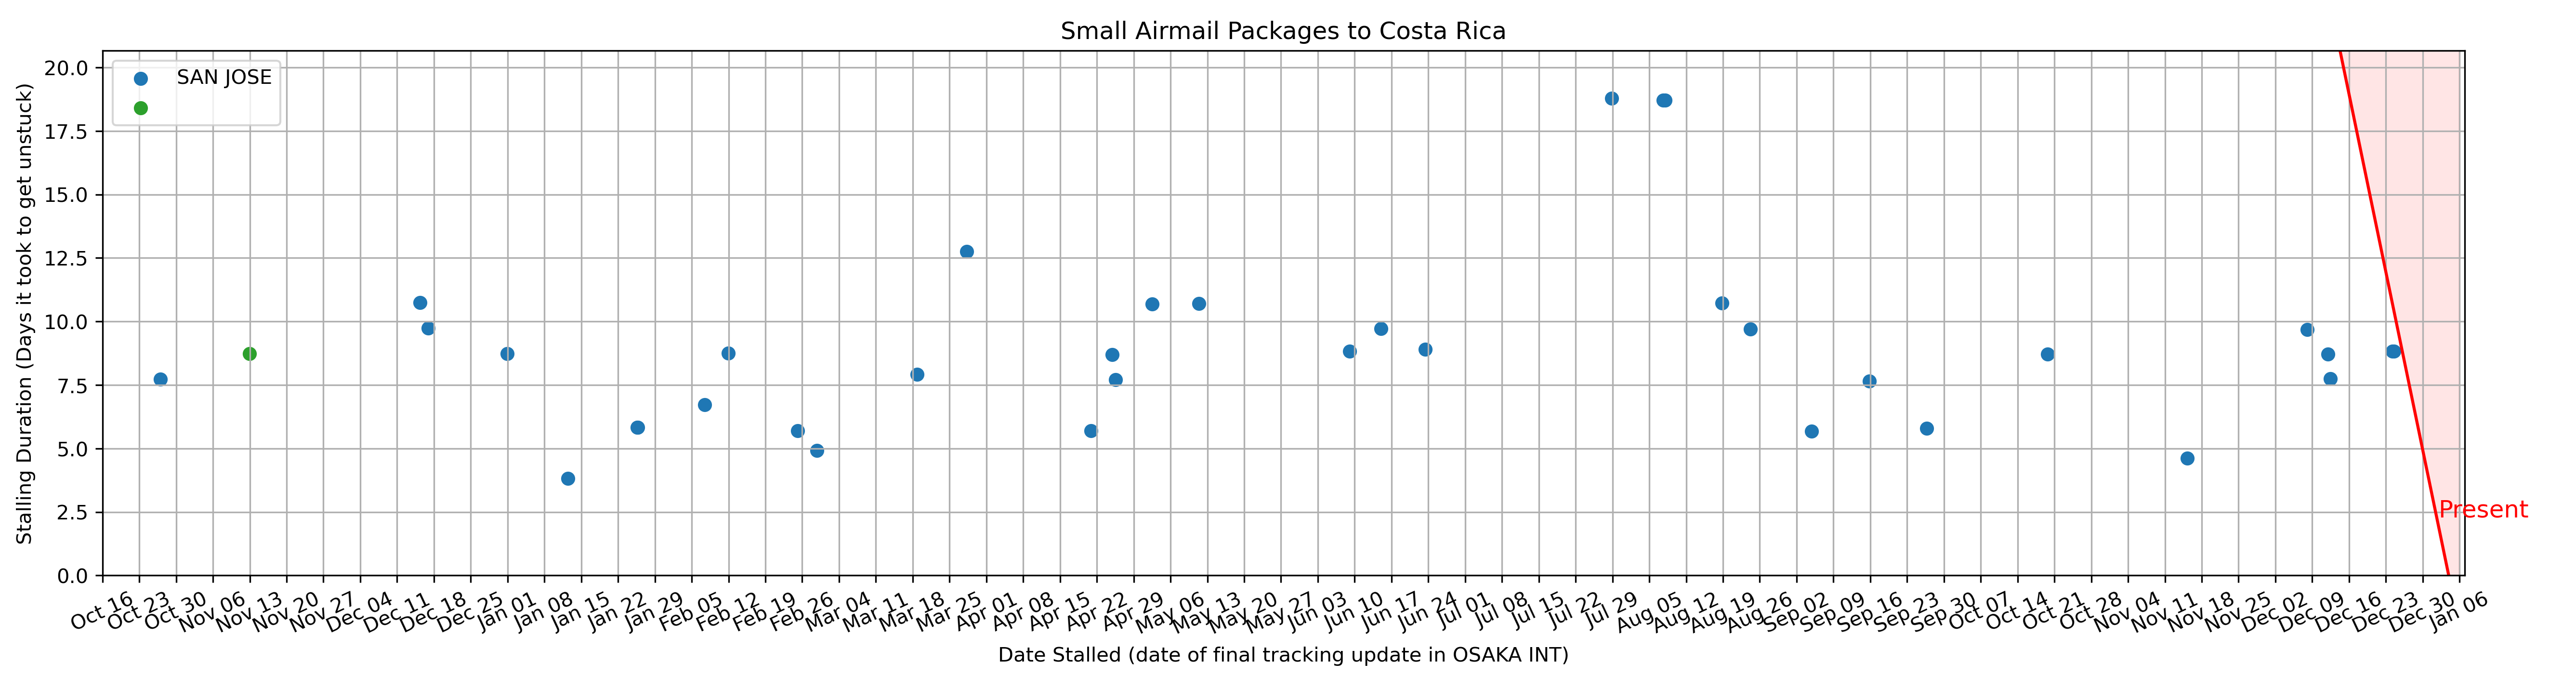 Small Airmail Packages to Costa Rica
SAN JOSE
Stalling Duration (Days it took to get unstuck)
20.0
17.5
15.0
12.5
10.0
7.5
5.0
2.5
0.0
Present
Oct 16
Oct 23
Oct 30
Nov 06
Nov 13
Nov 20
Nov 27
Dec 04
Dec 11
Dec 18
Dec 25
Jan 01
Jan 08
Jan 15
Jan 22
Jan 29
Feb 05
Feb 12
Feb 19
Feb 26
Mar 04
Mar 11
Mar 18
Mar 25
Apr 01
Apr 08
Apr 15
Apr 22
Apr 29
May 06
May 13
May 20
May 27
Jun 03
Jun 10
Jun 17
Jun 24
Jul 01
Jul 08
Jul 15
Jul 22
Jul 29
Aug 05
Aug 12
Aug 19
Aug 26
Sep 02
Sep 09
Sep 16
Sep 23
Sep 30
Oct 07
Oct 14
Oct 21
Oct 28
Nov 04
Nov 11
Nov 18
Nov 25
Dec 02
Dec 09
Dec 16
Dec 23
Dec 30
Jan 06
Date Stalled (date of final tracking update in OSAKA INT)